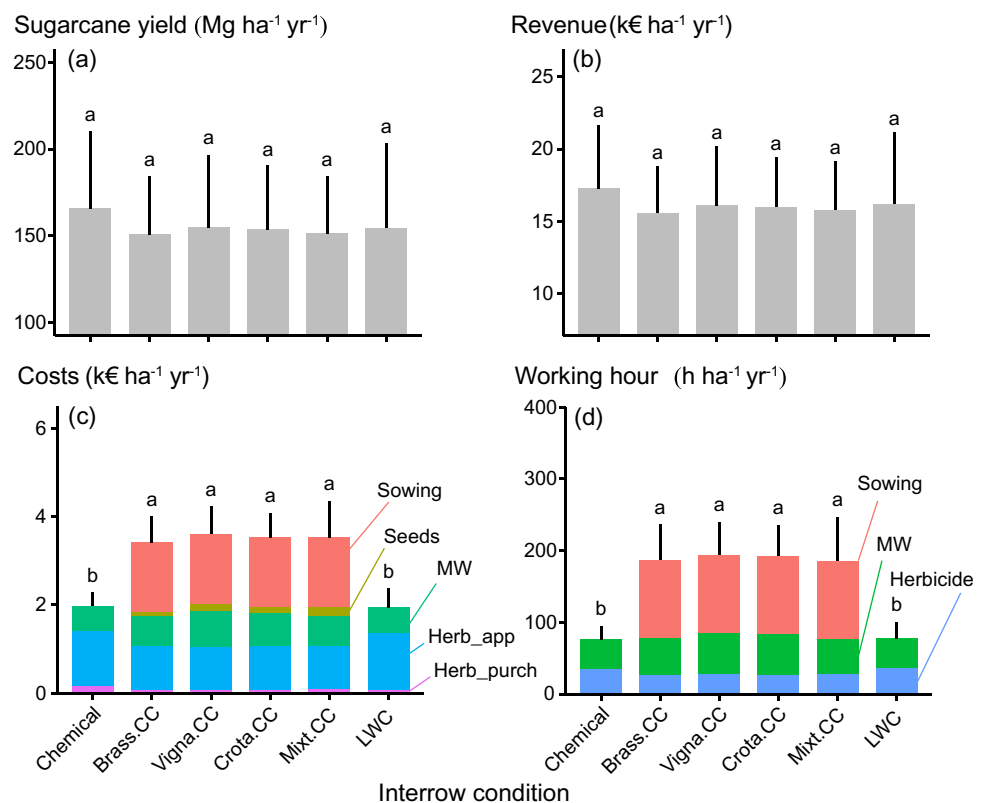 Sugarcane yield (Mg ha⁻¹ yr⁻¹)
(a)
250
200
150
100
a a a a a a
Revenue (k€ ha⁻¹ yr⁻¹)
(b)
25
20
15
10
a a a a a a
Costs (k€ ha⁻¹ yr⁻¹)
(c)
6
4
2
0
b a a a a b
Sowing
Seeds
MW
Herb_app
Herb_purch
Chemical Brass.CC Vigna.CC Crota.CC Mixt.CC LWC
Working hour (h ha⁻¹ yr⁻¹)
(d)
400
300
200
100
0
b a a a a b
Sowing
MW
Herbicide
Chemical Brass.CC Vigna.CC Crota.CC Mixt.CC LWC
Interrow condition